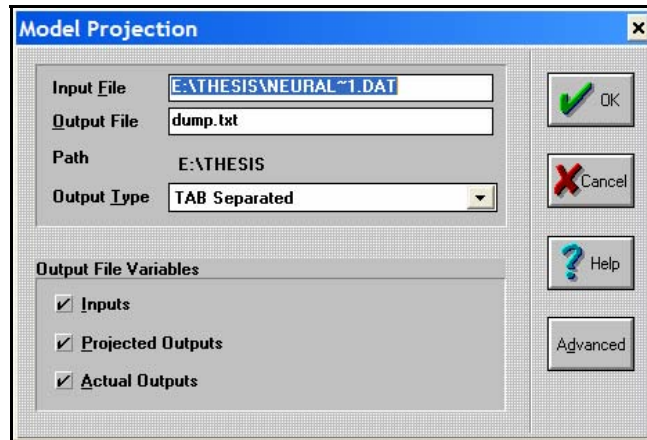 Model Projection
Input File E:\THESIS\NEURAL~1.DAT
Output File dump.txt
Path E:\THESIS
Output Type TAB Separated
Output File Variables
Inputs
Projected Outputs
Actual Outputs
OK
Cancel
Help
Advanced